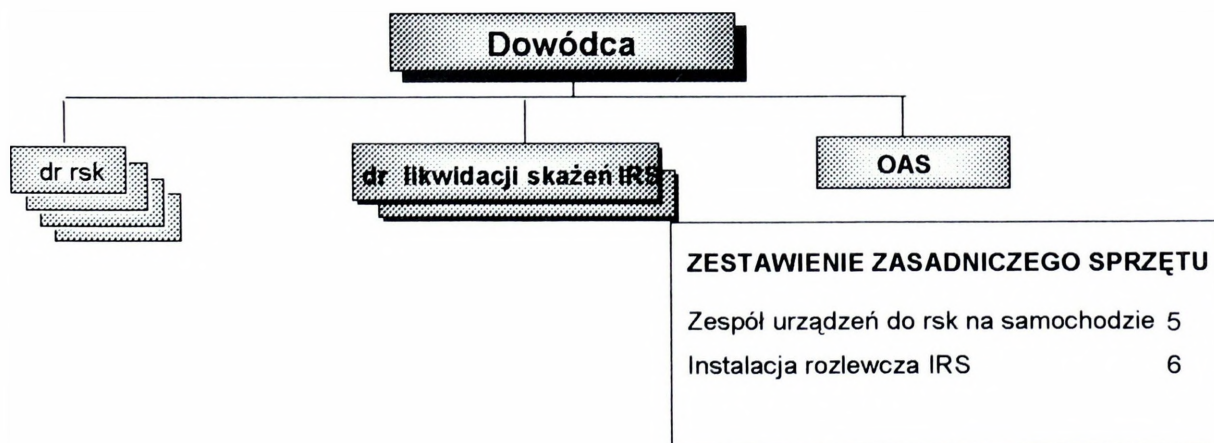 Dowódca
dr rsk
dr likwidacji skażeń IRS
OAS
ZESTAWIENIE ZASADNICZEGO SPRZĘTU
Zespół urządzeń do rsk na samochodzie 5
Instalacja rozlewcza IRS 6